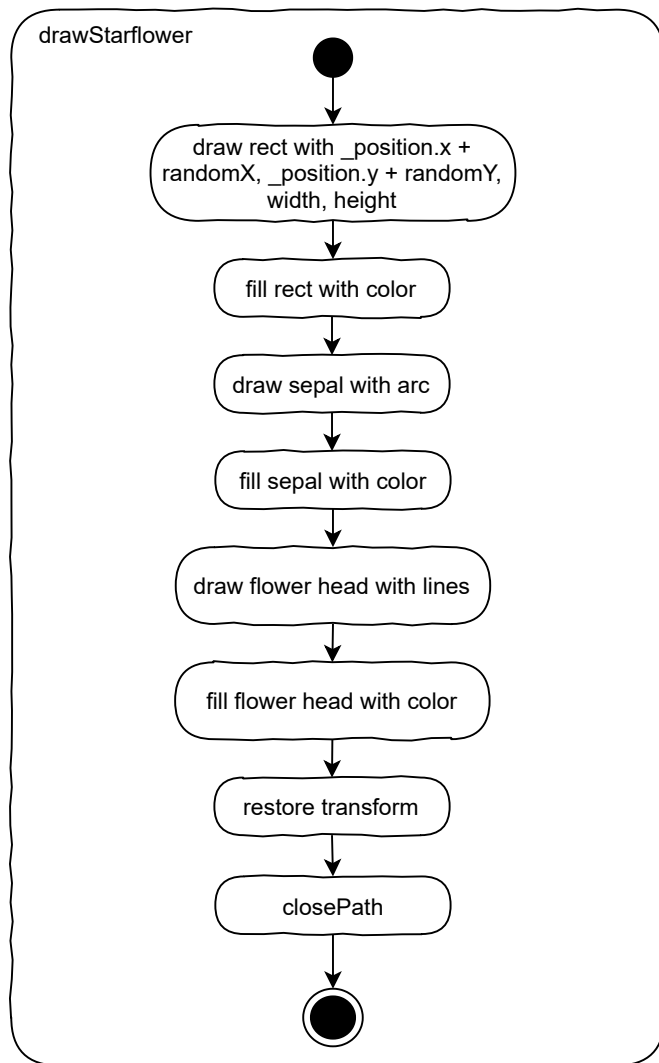 drawStarflower
draw rect with _position.x +
randomX, _position.y + randomY,
width, height
fill rect with color
draw sepal with arc
fill sepal with color
draw flower head with lines
fill flower head with color
restore transform
closePath